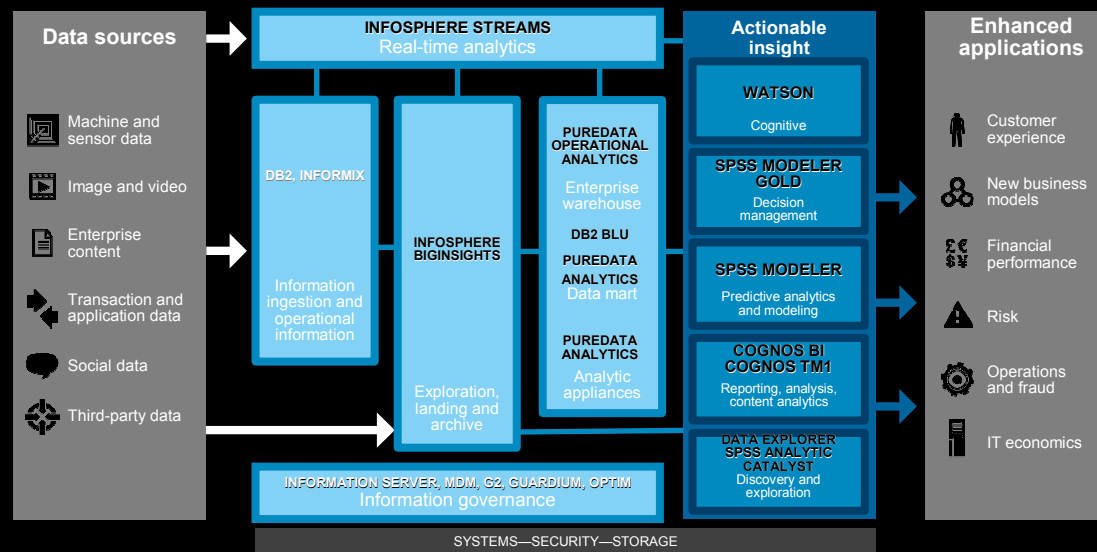 Data sources
Machine and
sensor data
Image and video
Enterprise
content
Transaction and
application data
Social data
Third-party data
INFOSPHERE STREAMS
Real-time analytics
DB2, INFORMIX
Information
ingestion and
operational
information
INFOSPHERE
BIGINSIGHTS
Exploration,
landing and
archive
PUREDATA
OPERATIONAL
ANALYTICS
Enterprise
warehouse
DB2 BLU
PUREDATA
ANALYTICS
Data mart
PUREDATA
ANALYTICS
Analytic
appliances
INFORMATION SERVER, MDM, G2, GUARDIUM, OPTIM
Information governance
Actionable
insight
WATSON
Cognitive
SPSS MODELER
GOLD
Decision
management
SPSS MODELER
Predictive analytics
and modeling
COGNOS BI
COGNOS TM1
Reporting, analysis,
content analytics
DATA EXPLORER
SPSS ANALYTIC
CATALYST
Discovery and
exploration
Enhanced
applications
Customer
experience
New business
models
£€
$¥
Financial
performance
Risk
Operations
and fraud
IT economics
SYSTEMS—SECURITY—STORAGE